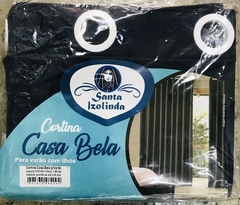 Santa
Izolinda
Cortina
Casa Bela
Para varão com ilhós